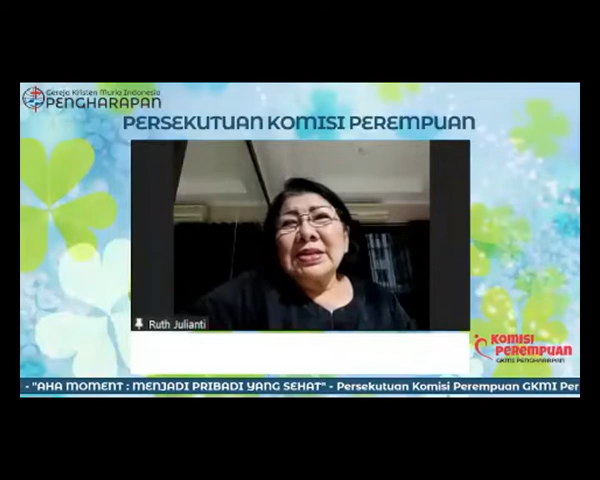 Gereja Kristen Muria Indonesia
PENGHARAPAN
PERSEKUTUAN KOMISI PEREMPUAN
Ruth Julianti
KOMISI
PEREMPUAN
GKMI PENGHARAPAN
- "AHA MOMENT : MENJADI PRIBADI YANG SEHAT" - Persekutuan Komisi Perempuan GKMI Per